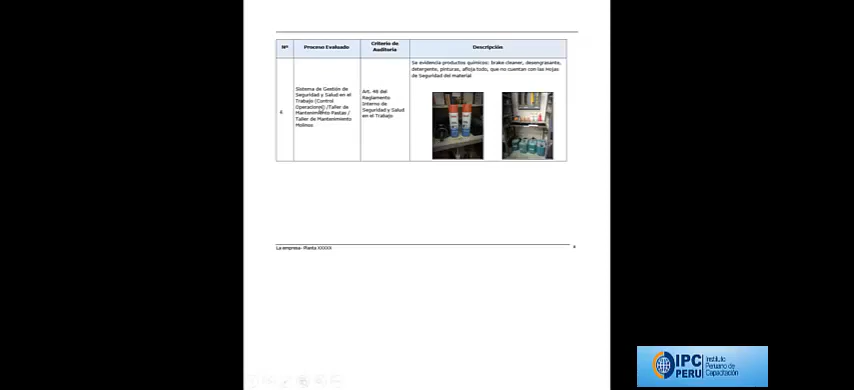 Nº Proceso Evaluado Criterio de Auditoría Descripción
6
Sistema de Gestión de
Seguridad y Salud en el
Trabajo (Control
Operacional) /Taller de
Mantenimiento Pastas /
Taller de Mantenimiento
Molinos
Art. 48 del
Reglamento
Interno de
Seguridad y Salud
en el Trabajo
Se evidencia productos químicos: brake cleaner, desengrasante,
detergente, pinturas, afloja todo, que no cuentan con las Hojas
de Seguridad del material
La empresa- Planta XXXXX
4
IPC
PERU
Instituto
Peruano de
Capacitación